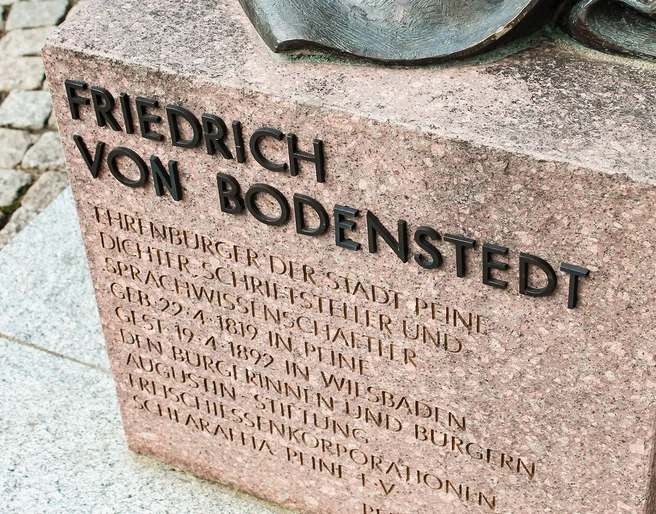 FRIEDRICH
VON BODENSTEDT
EHRENBÜRGER DER STADT PEINE
DICHTER-SCHRIFTSTELLER UND
SPRACHWISSENSCHAFTLER
GEB·22·4·1819 IN PEINE
GEST·19·4·1892 IN WIESBADEN
DEN BÜRGERINNEN UND BÜRGERN
AUGUSTIN-STIFTUNG
FREISCHIESSENKORPORATIONEN
SCHLARAFFIA PEINE E·V